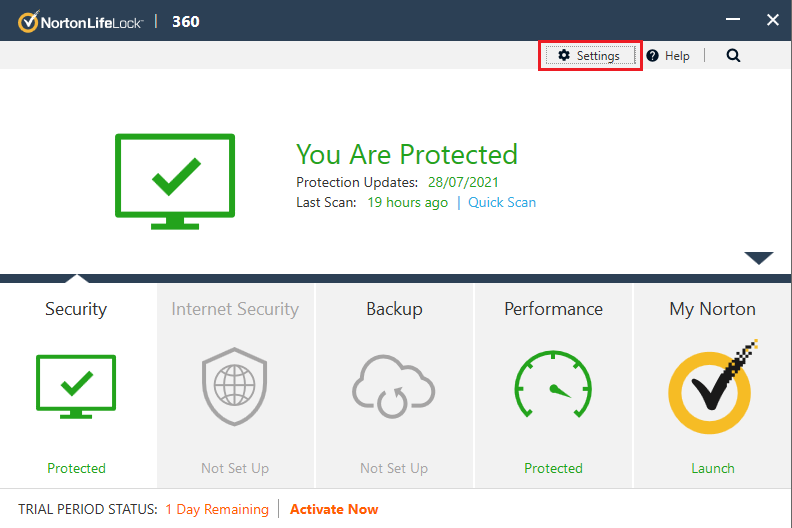 NortonLifeLock | 360
Settings Help
You Are Protected
Protection Updates: 28/07/2021
Last Scan: 19 hours ago | Quick Scan
Security Internet Security Backup Performance My Norton
Protected Not Set Up Not Set Up Protected Launch
TRIAL PERIOD STATUS: 1 Day Remaining | Activate Now